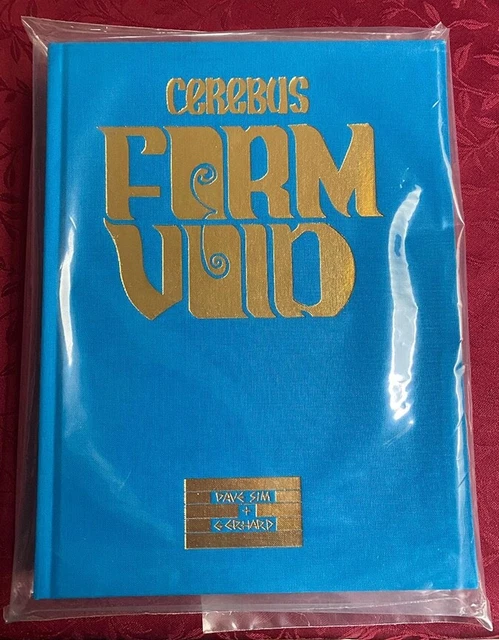 CEREBUS
FORM
VOID
DAVE SIM
+
GERHARD